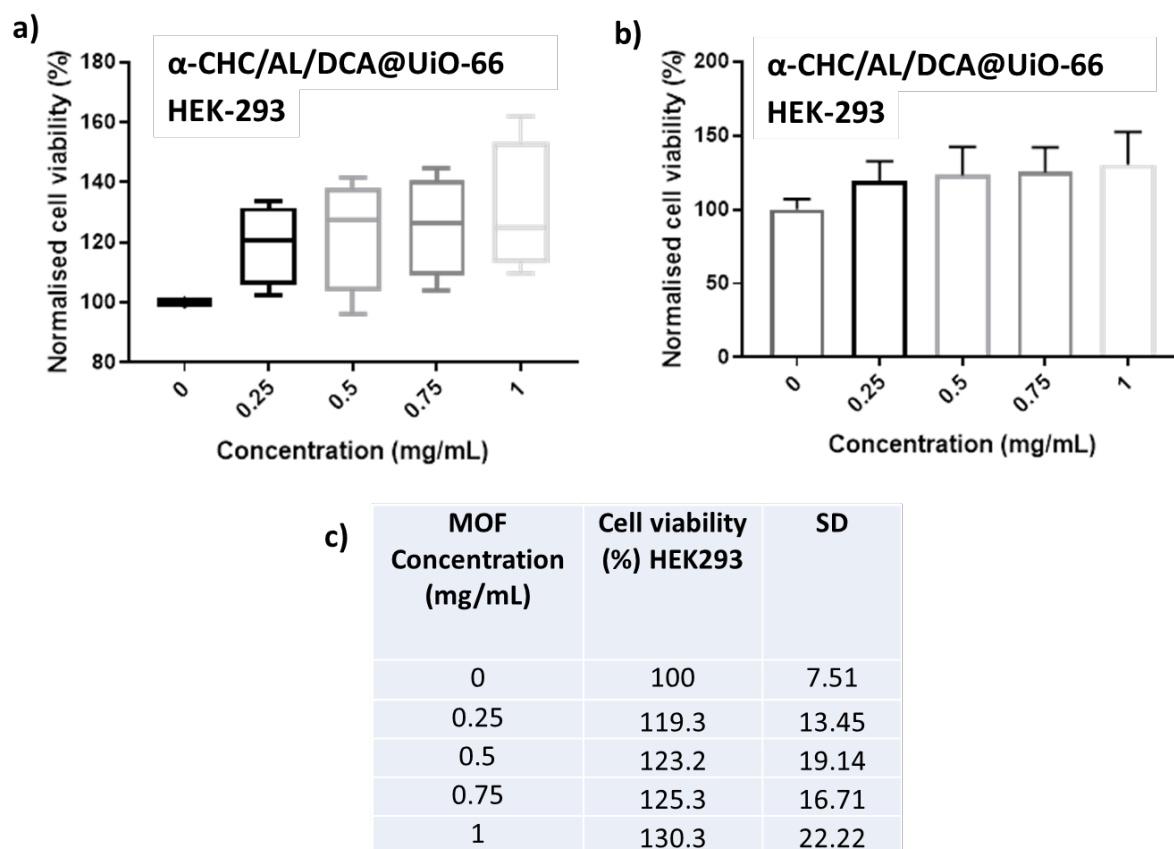 a)
α-CHC/AL/DCA@UiO-66
HEK-293
Normalised cell viability (%)
180
160
140
120
100
80
0
0.25
0.5
0.75
1
Concentration (mg/mL)
b)
α-CHC/AL/DCA@UiO-66
HEK-293
Normalised cell viability (%)
200
150
100
50
0
0
0.25
0.5
0.75
1
Concentration (mg/mL)
c)
MOF Cell viability SD
Concentration (%) HEK293
(mg/mL)
0 100 7.51
0.25 119.3 13.45
0.5 123.2 19.14
0.75 125.3 16.71
1 130.3 22.22